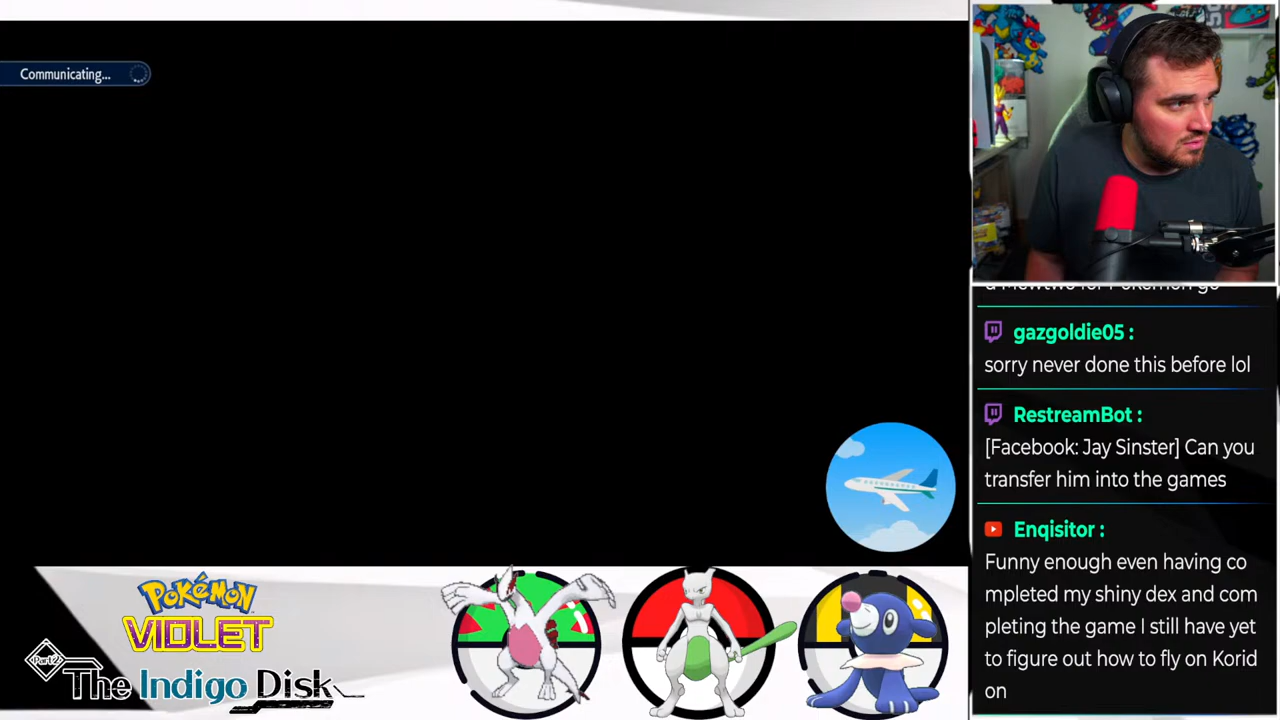 Communicating...
gazgoldie05 :
sorry never done this before lol
RestreamBot :
[Facebook: Jay Sinster] Can you
transfer him into the games
Enqisitor :
Funny enough even having co
mpleted my shiny dex and com
pleting the game I still have yet
to figure out how to fly on Korid
on
POKéMON
VIOLET
Part2
The Indigo Disk